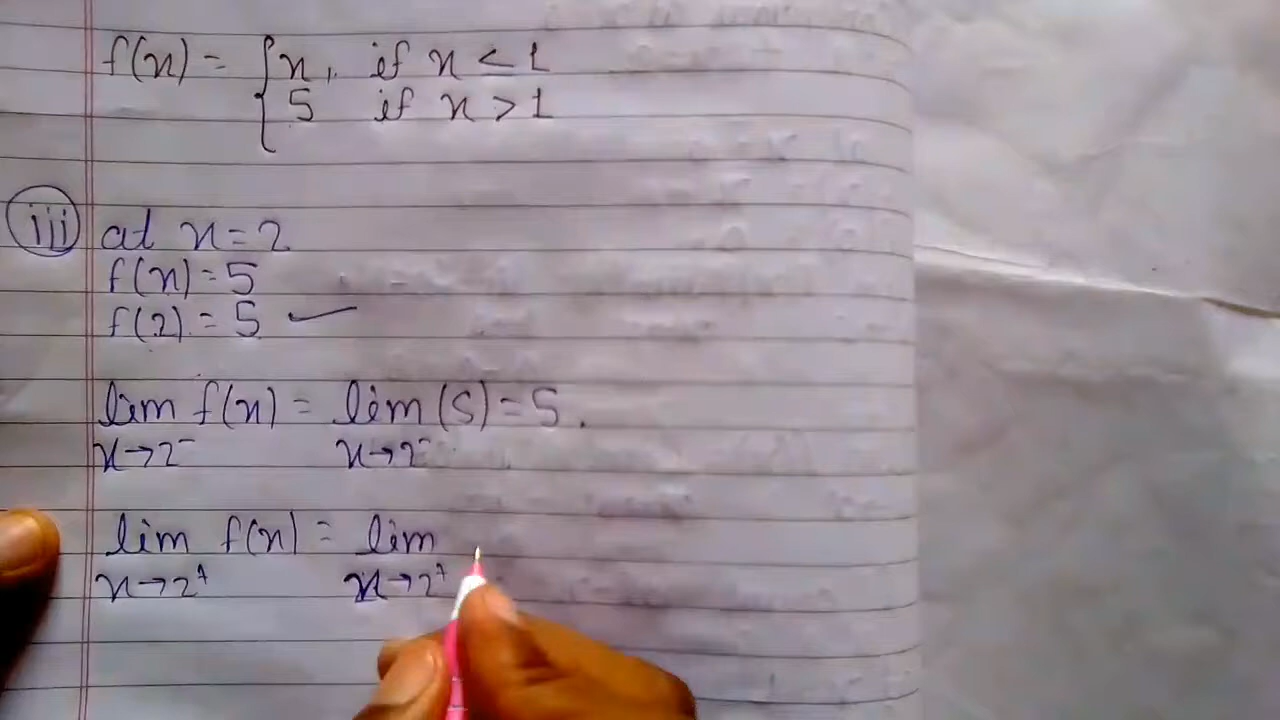 f(x) = { x, if x < 1
5 if x > 1
iii at x = 2
f(x) = 5
f(2) = 5 ✓
lim f(x) = lim (5) = 5.
x→2⁻ x→2⁻
lim f(x) = lim
x→2⁺ x→2⁺